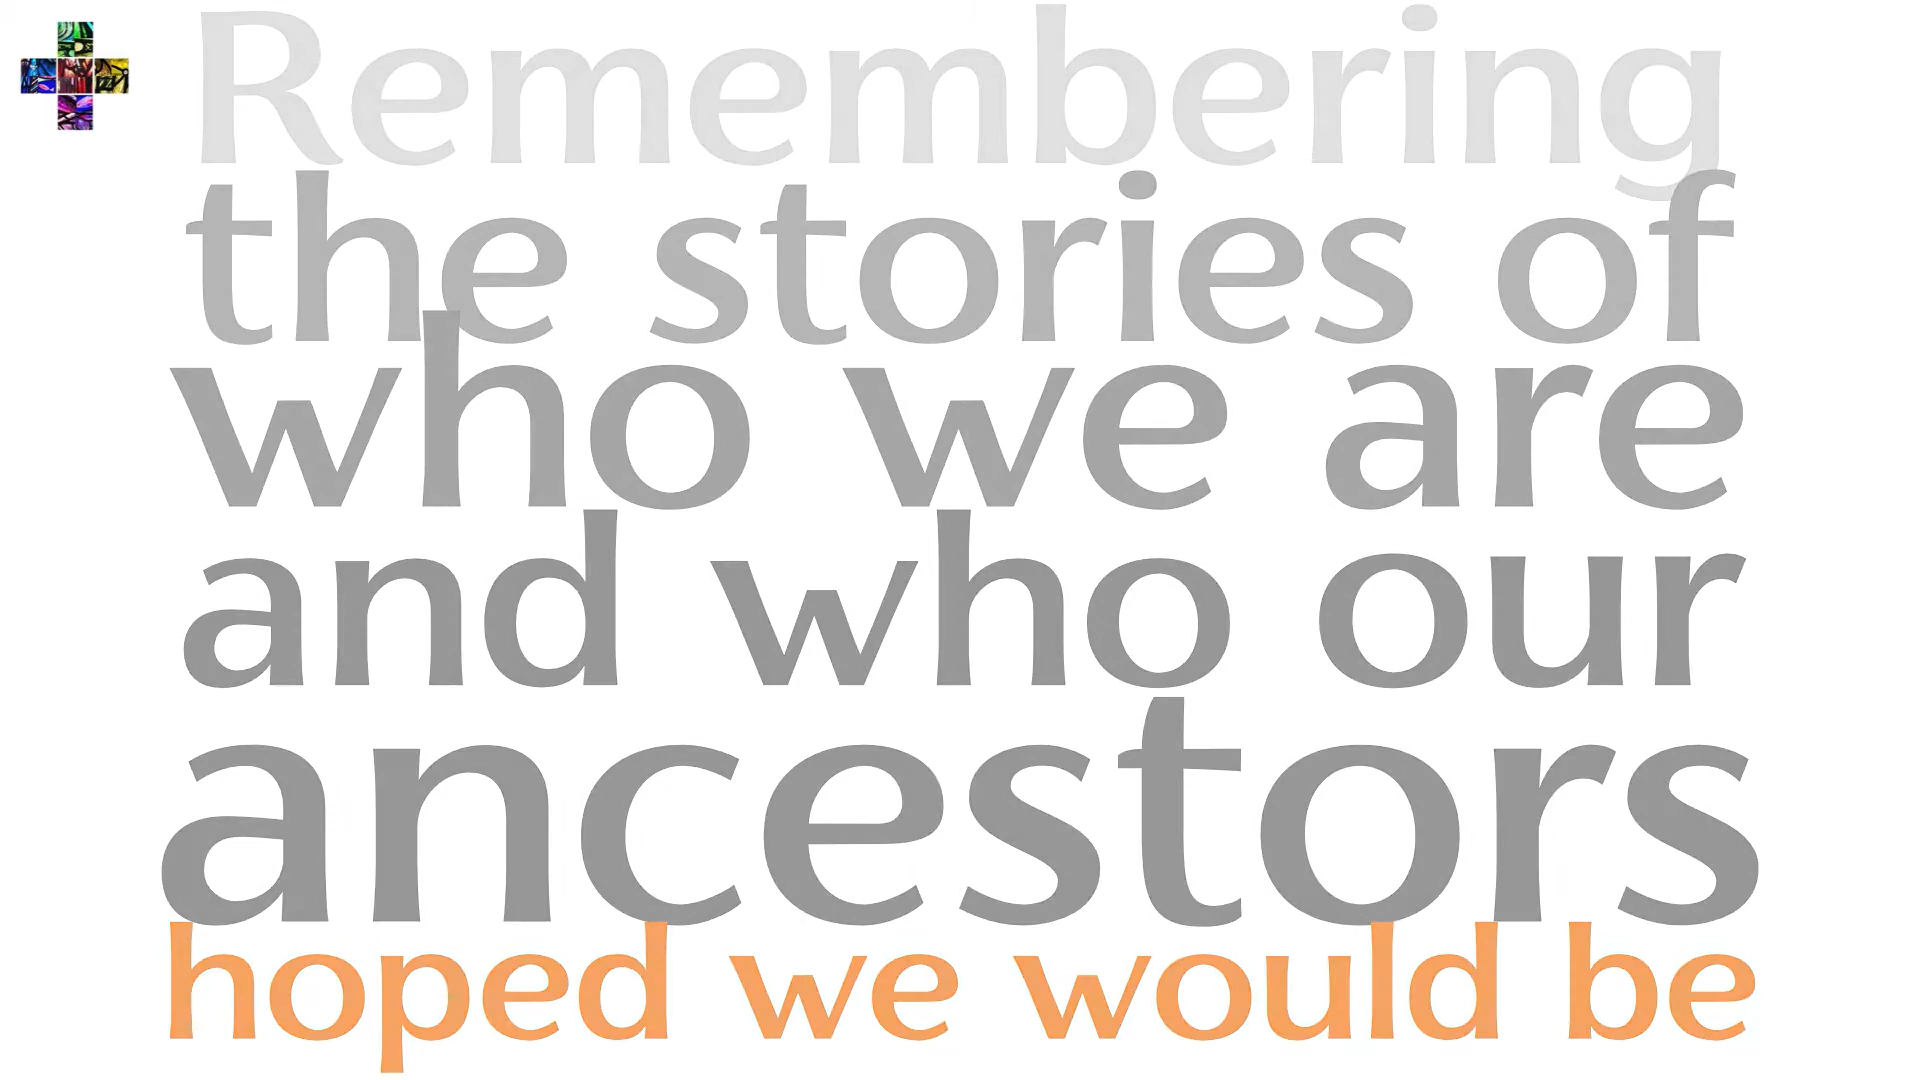 Remembering
the stories of
who we are
and who our
ancestors
hoped we would be